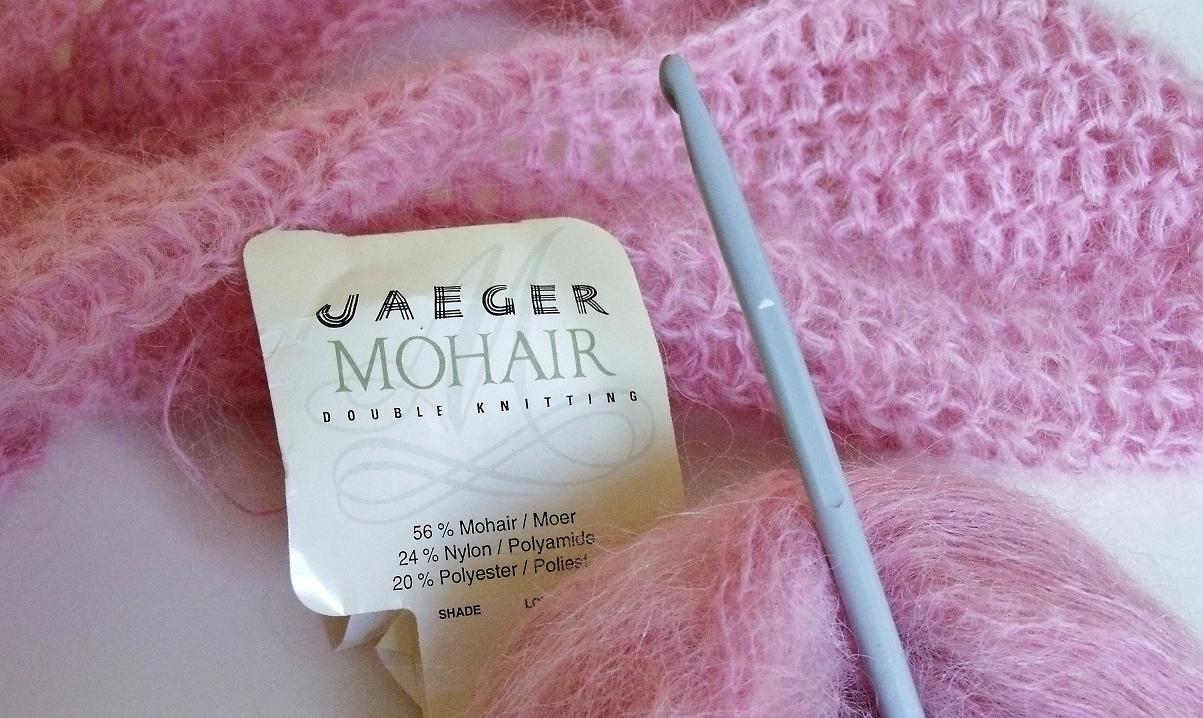 JAEGER
MOHAIR
DOUBLE KNITTING
56 % Mohair / Moer
24 % Nylon / Polyamide
20 % Polyester / Poliest
SHADE